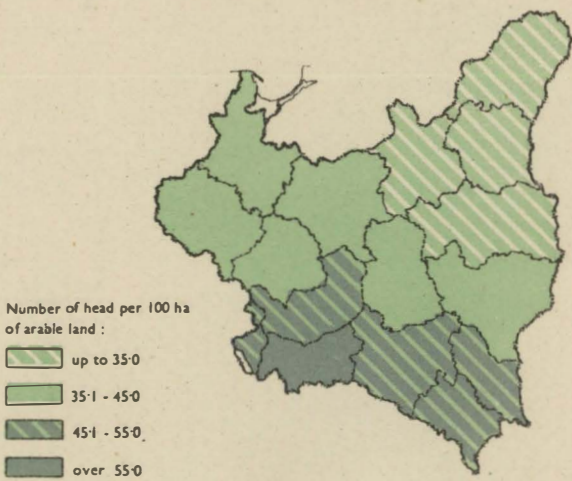 Number of head per 100 ha
of arable land :
up to 35·0
35·1 - 45·0
45·1 - 55·0
over 55·0